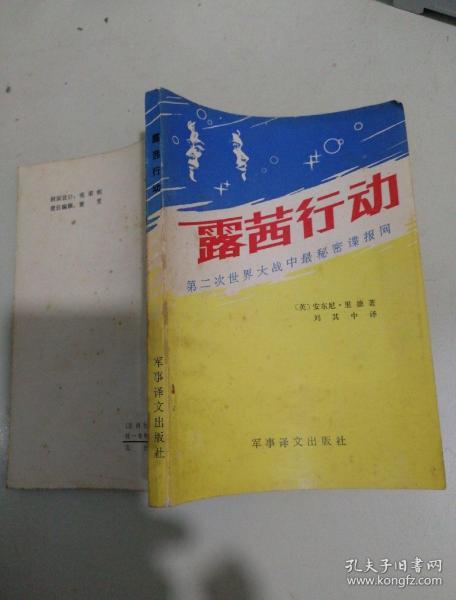 露茜行动
第二次世界大战中最秘密谍报网
〔英〕安东尼·里德著
刘其中译
军事译文出版社
露茜行动
军事译文出版社
孔夫子旧书网
www.kongfz.com